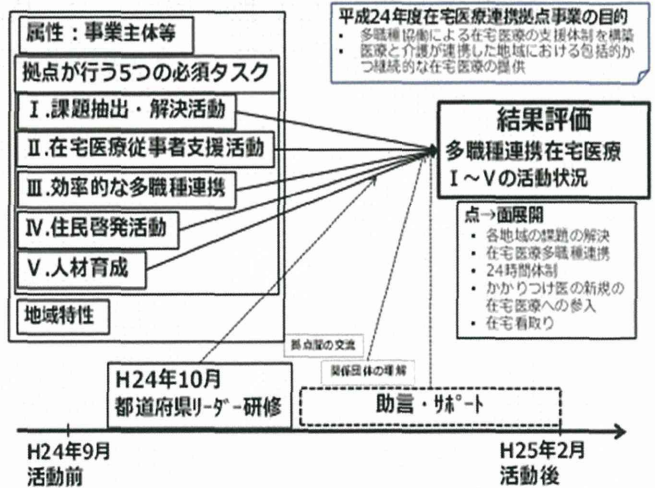 属性：事業主体等
拠点が行う5つの必須タスク
Ⅰ.課題抽出・解決活動
Ⅱ.在宅医療従事者支援活動
Ⅲ.効率的な多職種連携
Ⅳ.住民啓発活動
Ⅴ.人材育成
地域特性
平成24年度在宅医療連携拠点事業の目的
• 多職種協働による在宅医療の支援体制を構築
• 医療と介護が連携した地域における包括的か
つ継続的な在宅医療の提供
結果評価
多職種連携在宅医療
Ⅰ～Ⅴの活動状況
点→面展開
• 各地域の課題の解決
• 在宅医療多職種連携
• 24時間体制
• かかりつけ医の新規の
在宅医療への参入
• 在宅看取り
拠点間の交流
関係団体の理解
H24年10月
都道府県ﾘｰﾀﾞｰ研修
助言・ｻﾎﾟｰﾄ
H24年9月
活動前
H25年2月
活動後